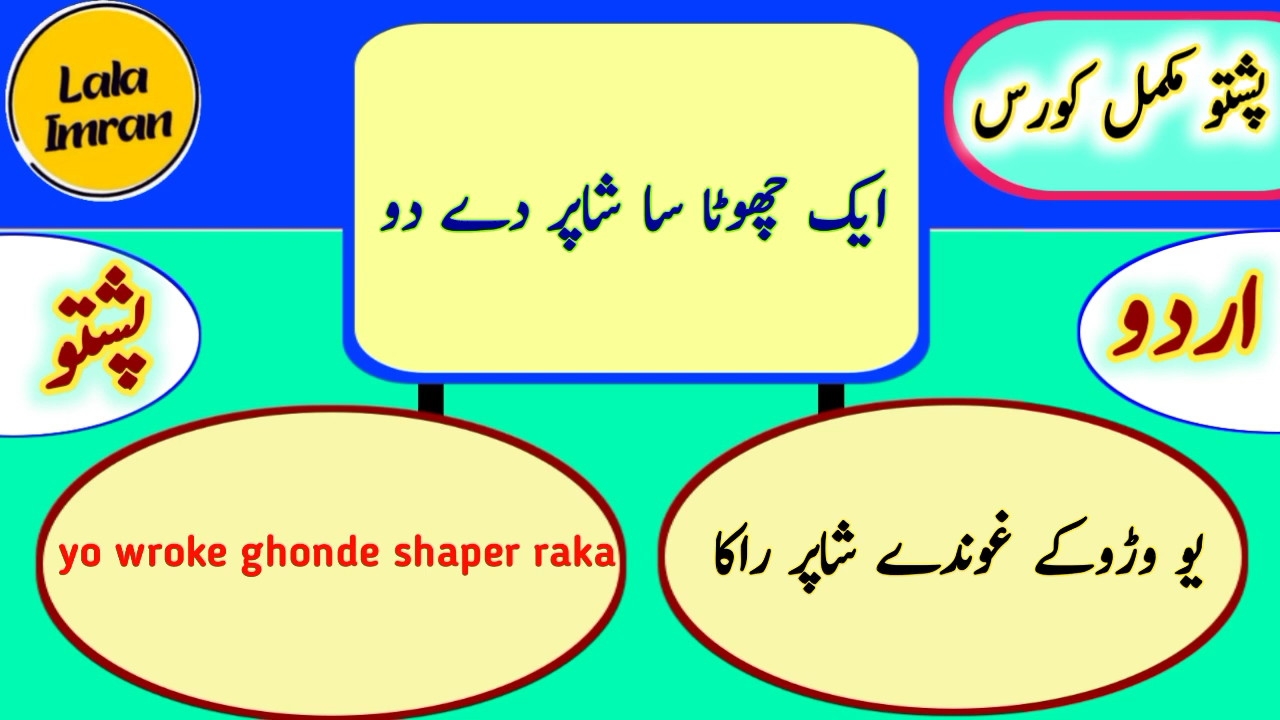 Lala
Imran
پشتو مکمل کورس
ایک چھوٹا سا شاپر دے دو
پشتو
اردو
yo wroke ghonde shaper raka
یو وڑوکے غوندے شاپر راکا